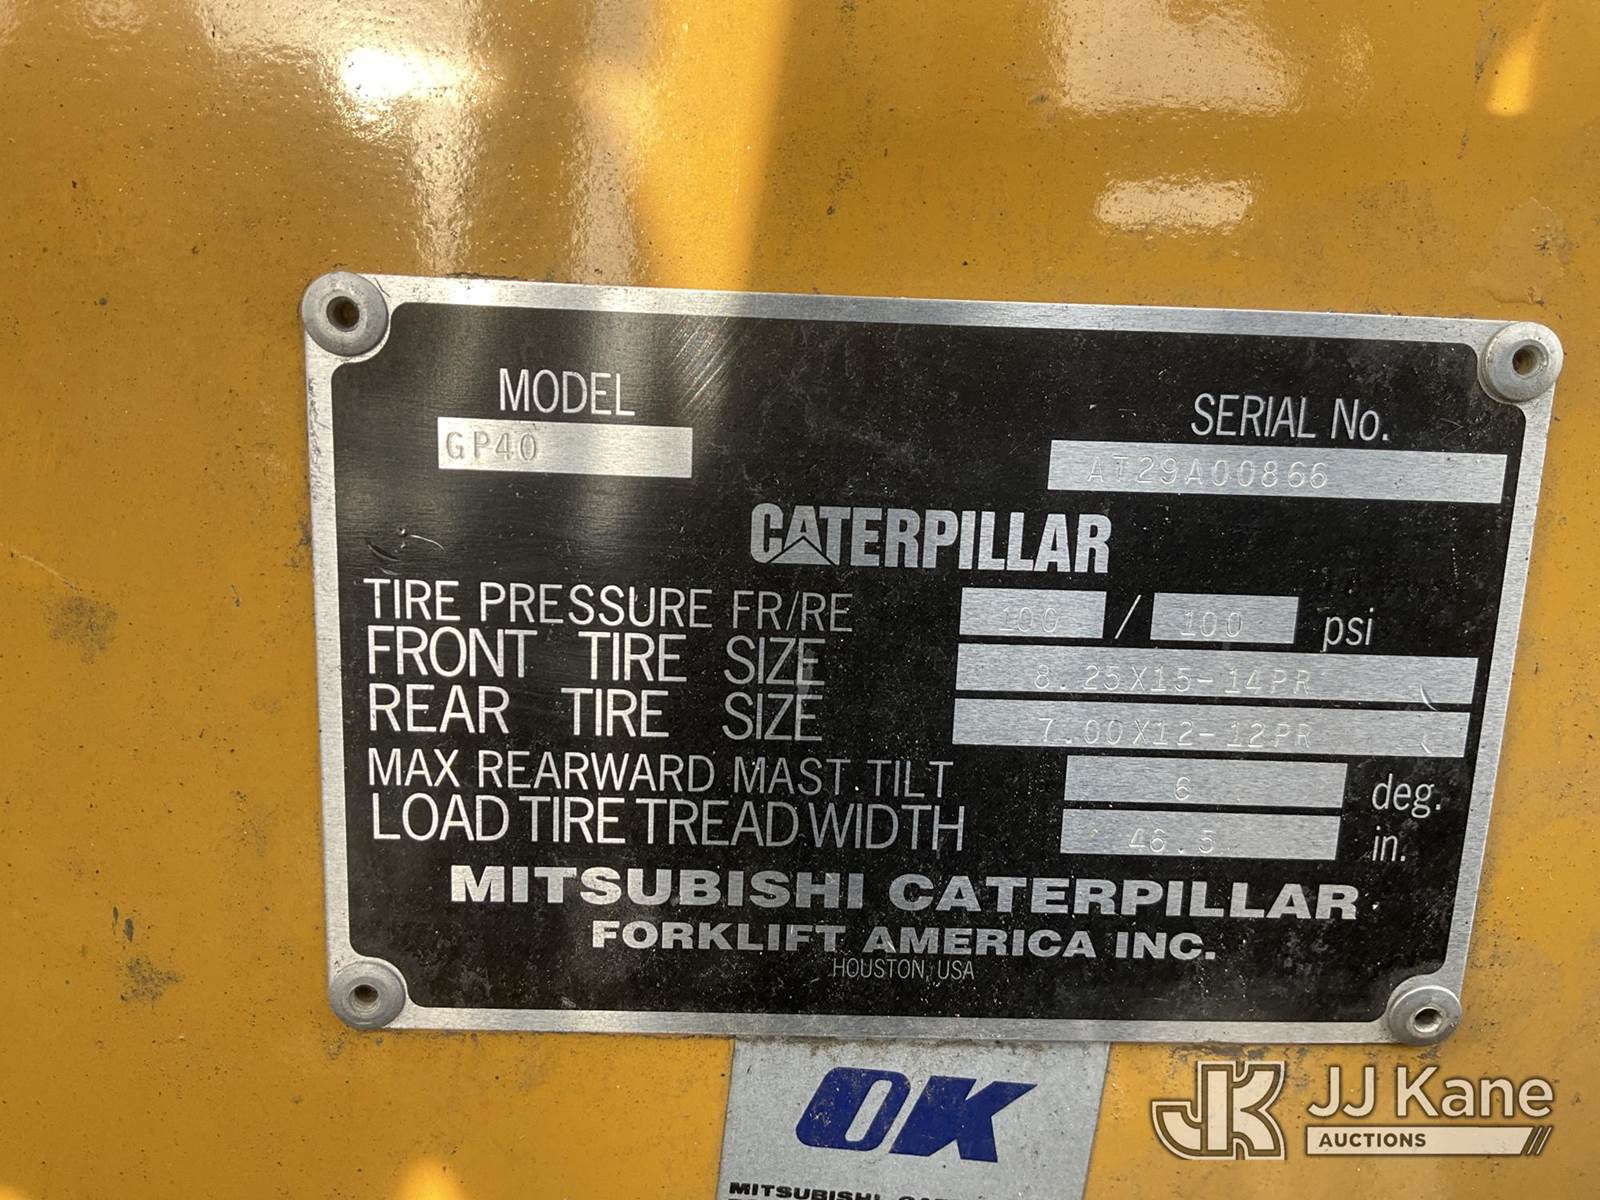 MODEL
GP40
SERIAL No.
AT29A00866
CATERPILLAR
TIRE PRESSURE FR/RE 100 / 100 psi
FRONT TIRE SIZE 8.25X15-14PR
REAR TIRE SIZE 7.00X12-12PR
MAX REARWARD MAST TILT 6 deg.
LOAD TIRE TREAD WIDTH 46.5 in.
MITSUBISHI CATERPILLAR
FORKLIFT AMERICA INC.
HOUSTON, USA
OK
MITSUBISHI
JK JJ Kane
AUCTIONS